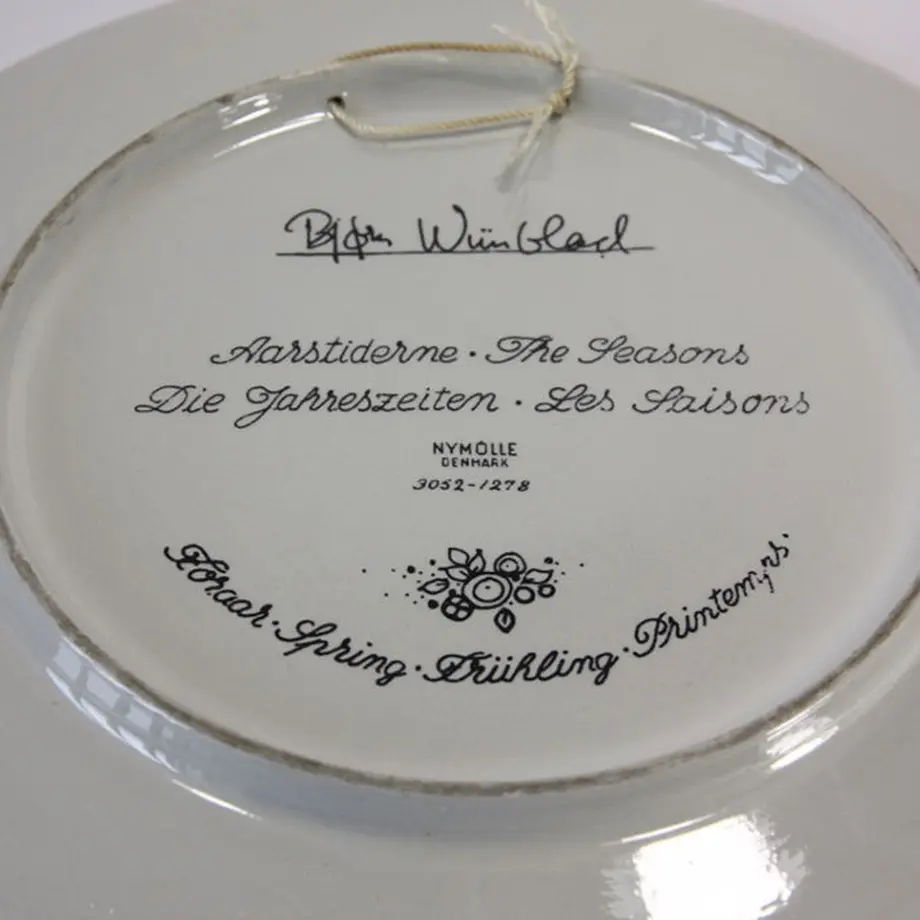 Bjørn Wiinblad
Aarstiderne · The Seasons
Die Jahreszeiten · Les Saisons
NYMÖLLE
DENMARK
3052-1278
Foraar · Spring · Frühling · Printemps ·